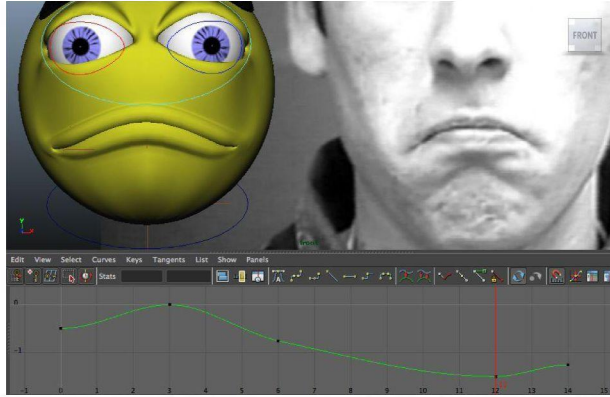 FRONT
Y
X
front
Edit View Select Curves Keys Tangents List Show Panels
Stats
0
-1
-1 0 1 2 3 4 5 6 7 8 9 10 11 12 13 14 15